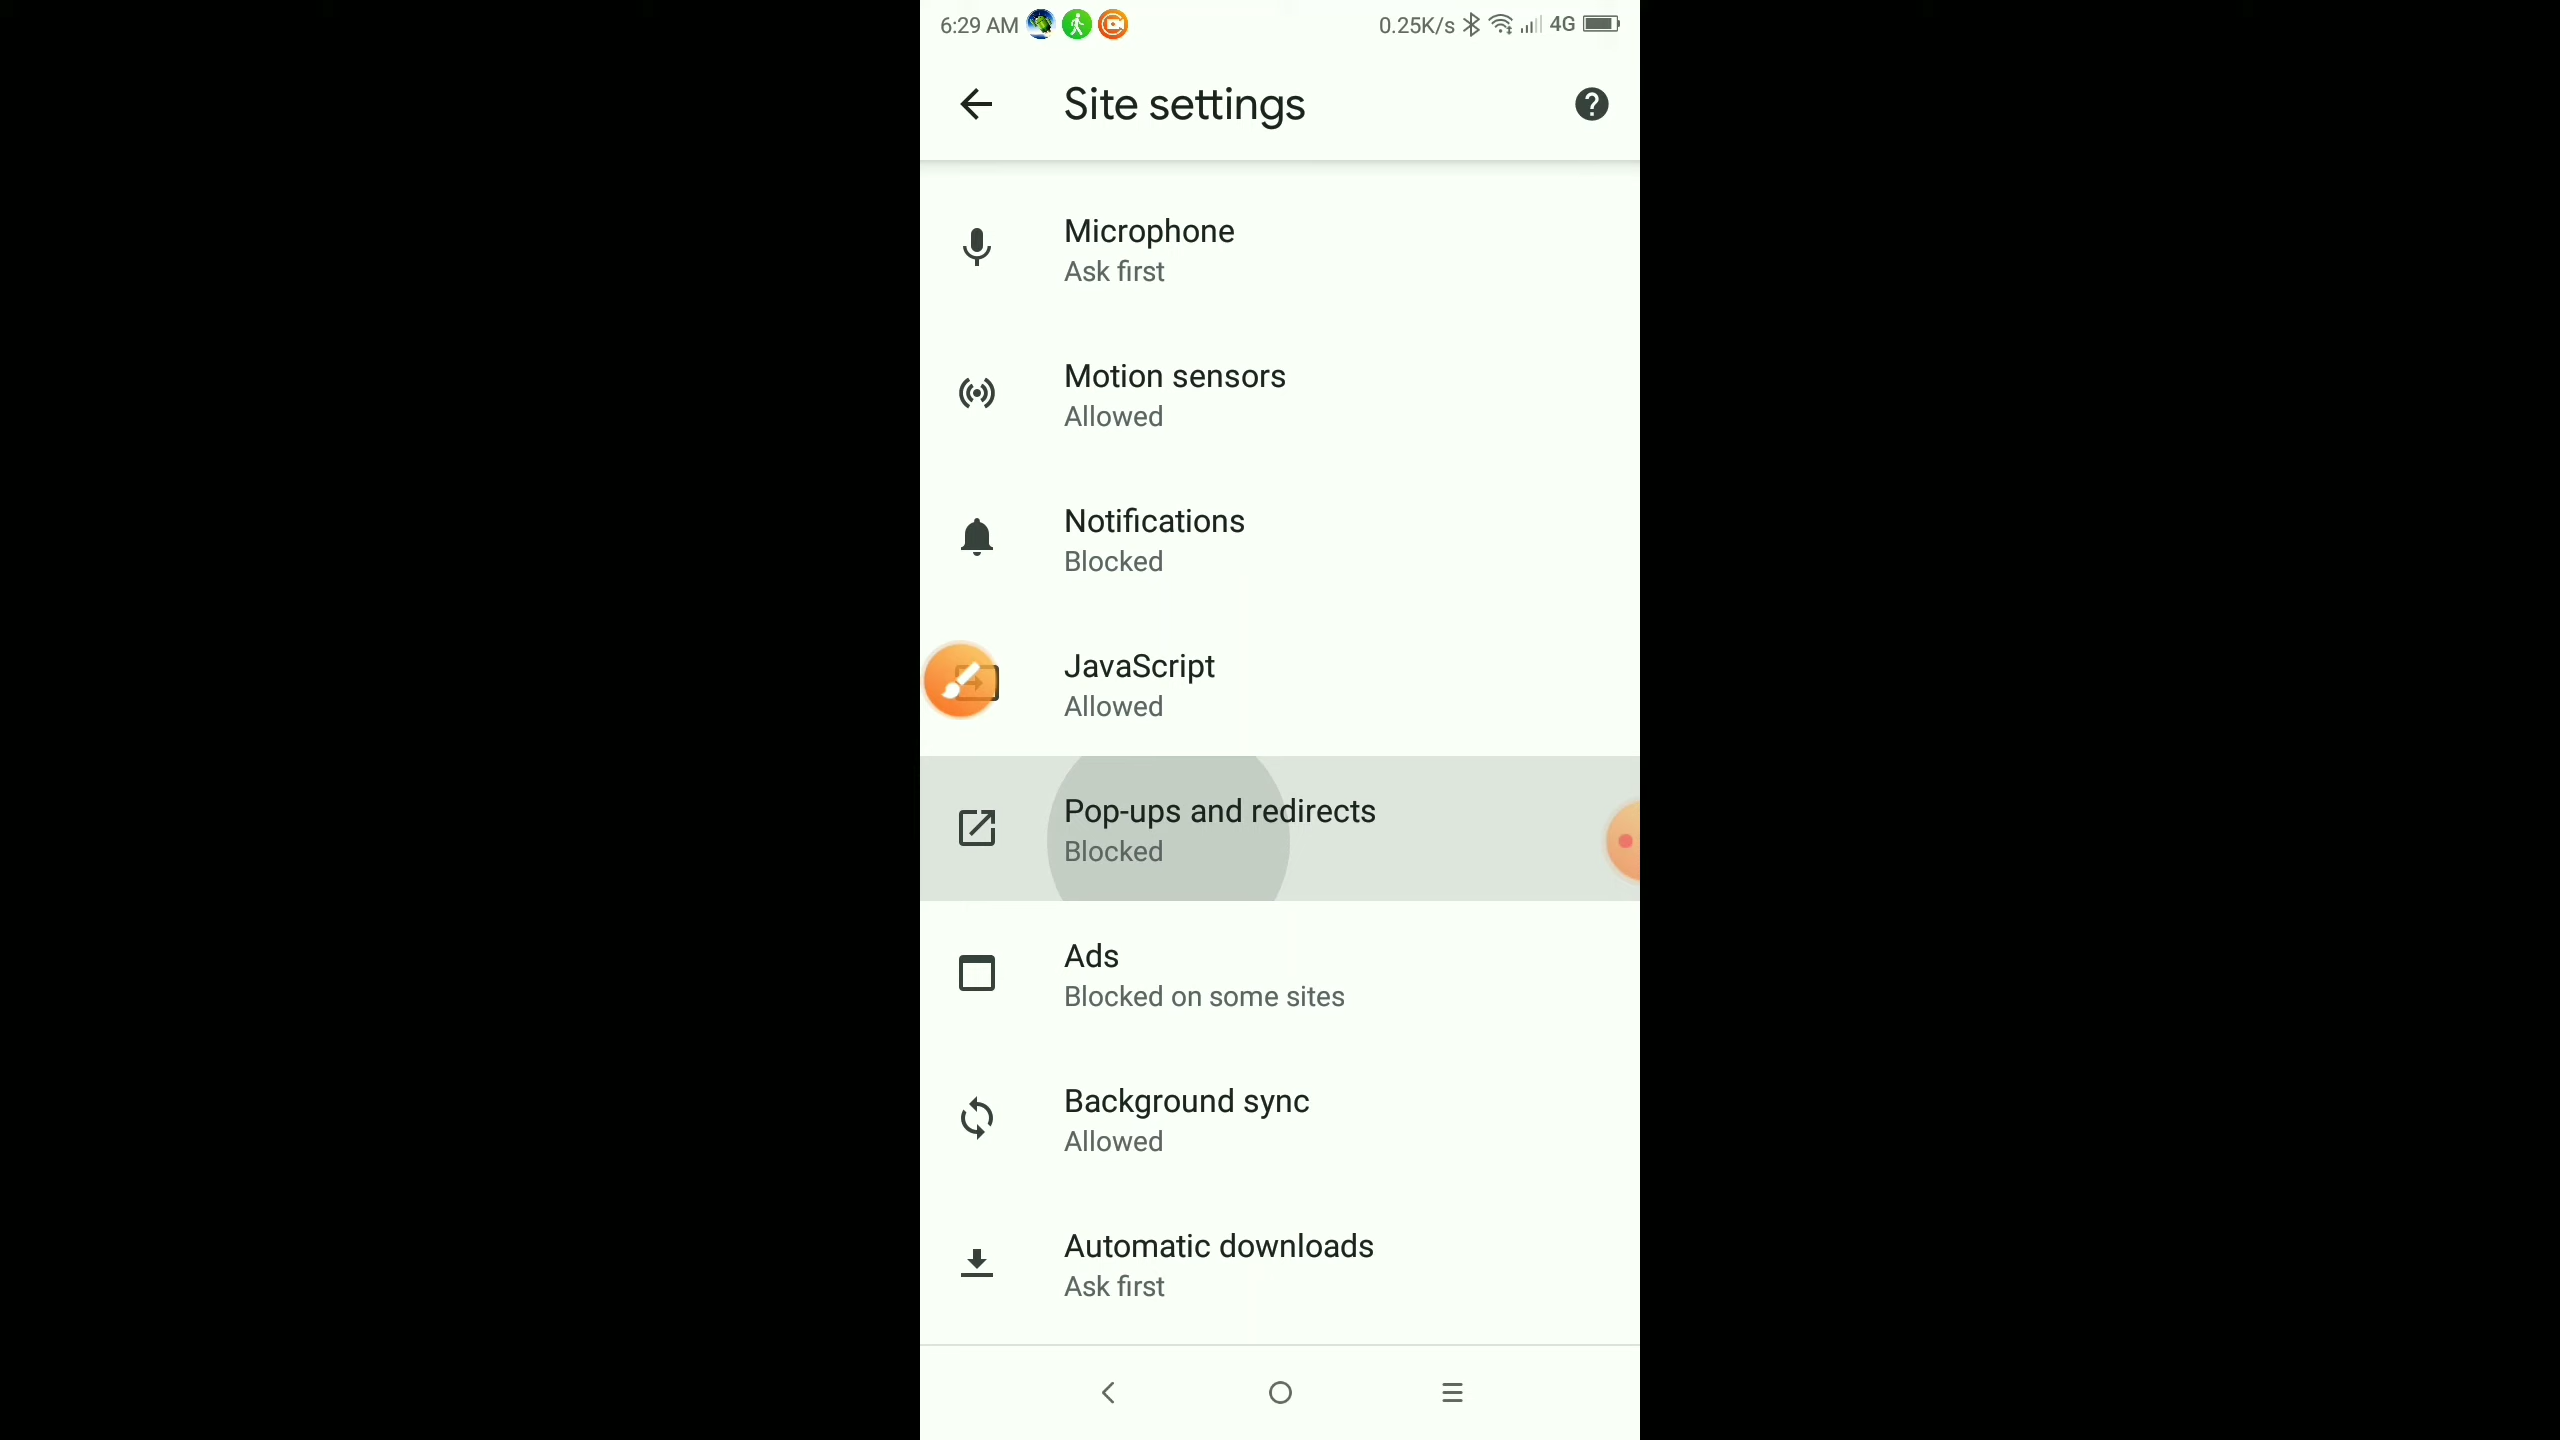 6:29 AM
0.25K/s 4G
Site settings
Microphone
Ask first
Motion sensors
Allowed
Notifications
Blocked
JavaScript
Allowed
Pop-ups and redirects
Blocked
Ads
Blocked on some sites
Background sync
Allowed
Automatic downloads
Ask first